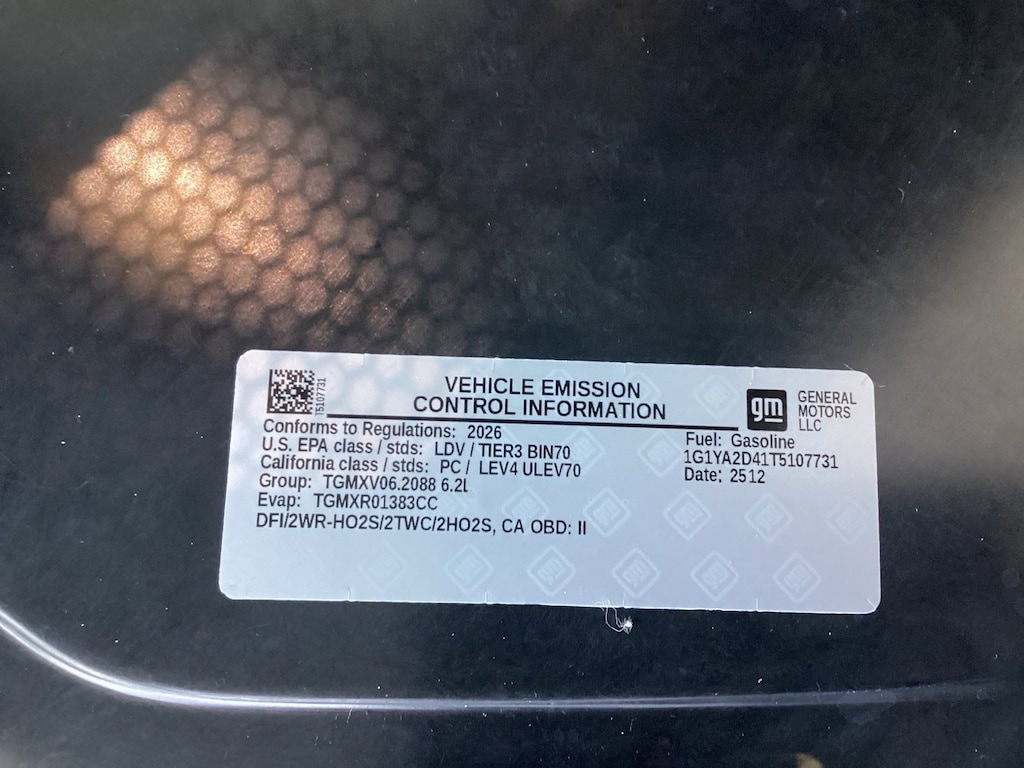 VEHICLE EMISSION
CONTROL INFORMATION
gm
GENERAL
MOTORS
LLC
T5107731
Conforms to Regulations: 2026
U.S. EPA class / stds: LDV / TIER3 BIN70
California class / stds: PC / LEV4 ULEV70
Group: TGMXV06.2088 6.2L
Evap: TGMXR01383CC
DFI/2WR-HO2S/2TWC/2HO2S, CA OBD: II
Fuel: Gasoline
1G1YA2D41T5107731
Date: 2512